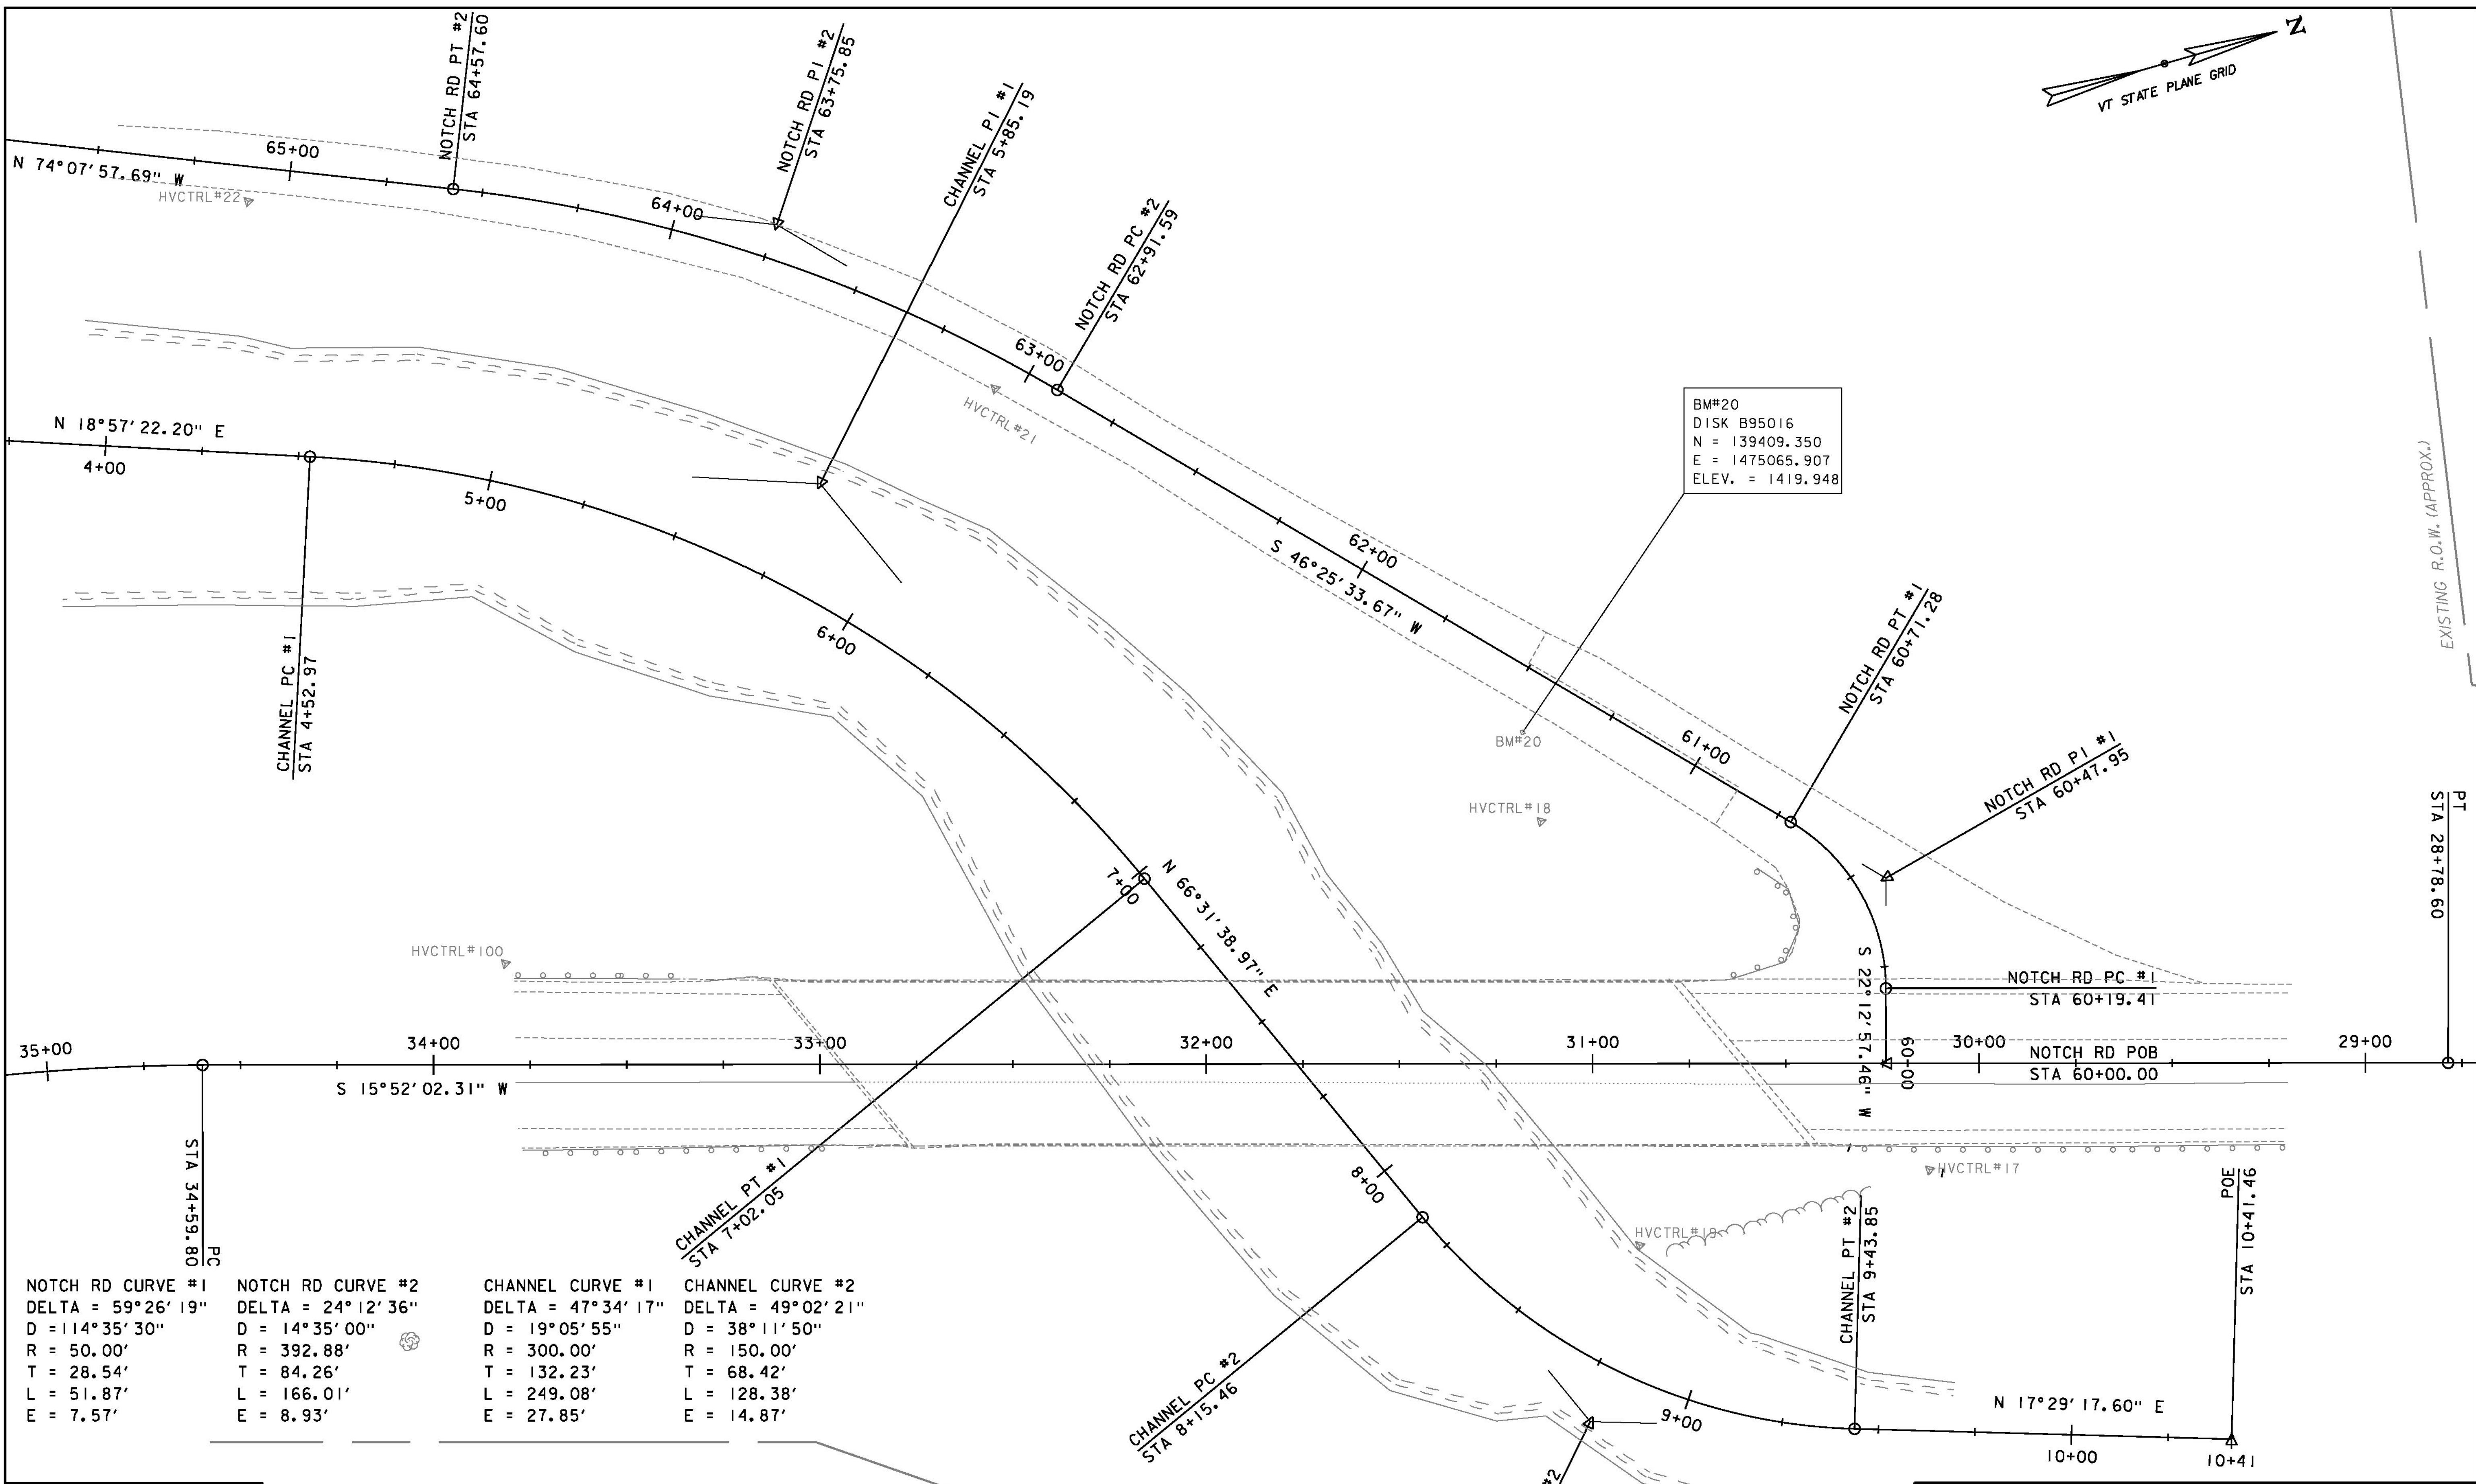 NOTCH RD PT #2
STA 64+57.60
NOTCH RD PI #2
STA 63+75.85
CHANNEL PI #1
STA 5+85.19
NOTCH RD PC #2
STA 62+91.59
N
VT STATE PLANE GRID
65+00
N 74°07'57.69" W
HVCTRL#22
64+00
63+00
HVCTRL#21
BM#20
DISK B95016
N = 139409.350
E = 1475065.907
ELEV. = 1419.948
EXISTING R.O.W. (APPROX.)
N 18°57'22.20" E
4+00
5+00
6+00
CHANNEL PC #1
STA 4+52.97
62+00
S 46°25'33.67" W
NOTCH RD PT #1
STA 60+71.28
61+00
BM#20
HVCTRL#18
NOTCH RD PI #1
STA 60+47.95
PT
STA 28+78.60
7+00
N 66°31'38.97" E
HVCTRL#100
S 22°12'57.46" W
NOTCH RD PC #1
STA 60+19.41
35+00
34+00
33+00
32+00
31+00
60+00
30+00
29+00
NOTCH RD POB
STA 60+00.00
S 15°52'02.31" W
PC
STA 34+59.80
CHANNEL PT #1
STA 7+02.05
8+00
HVCTRL#17
HVCTRL#19
CHANNEL PT #2
STA 9+43.85
POE
STA 10+41.46
CHANNEL PC #2
STA 8+15.46
9+00
N 17°29'17.60" E
10+00
10+41
#2
NOTCH RD CURVE #1
DELTA = 59°26'19"
D =114°35'30"
R = 50.00'
T = 28.54'
L = 51.87'
E = 7.57'
NOTCH RD CURVE #2
DELTA = 24°12'36"
D = 14°35'00"
R = 392.88'
T = 84.26'
L = 166.01'
E = 8.93'
CHANNEL CURVE #1
DELTA = 47°34'17"
D = 19°05'55"
R = 300.00'
T = 132.23'
L = 249.08'
E = 27.85'
CHANNEL CURVE #2
DELTA = 49°02'21"
D = 38°11'50"
R = 150.00'
T = 68.42'
L = 128.38'
E = 14.87'